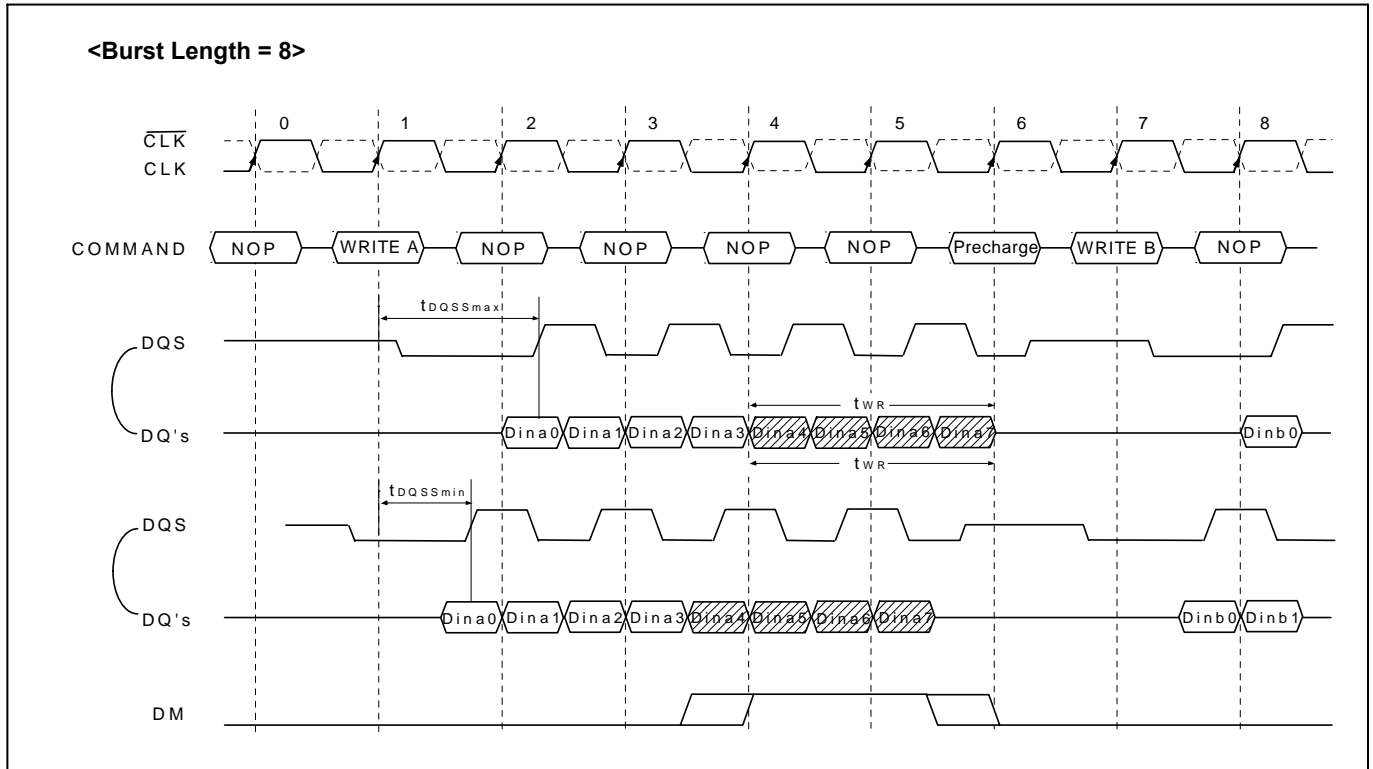 <Burst Length = 8>
0 1 2 3 4 5 6 7 8
CLK
CLK
COMMAND NOP WRITE A NOP NOP NOP NOP Precharge WRITE B NOP
tDQSSmax
DQS
tWR
DQ's Dina0 Dina1 Dina2 Dina3 Dina4 Dina5 Dina6 Dina7 Dinb0
tWR
tDQSSmin
DQS
DQ's Dina0 Dina1 Dina2 Dina3 Dina4 Dina5 Dina6 Dina7 Dinb0 Dinb1
DM